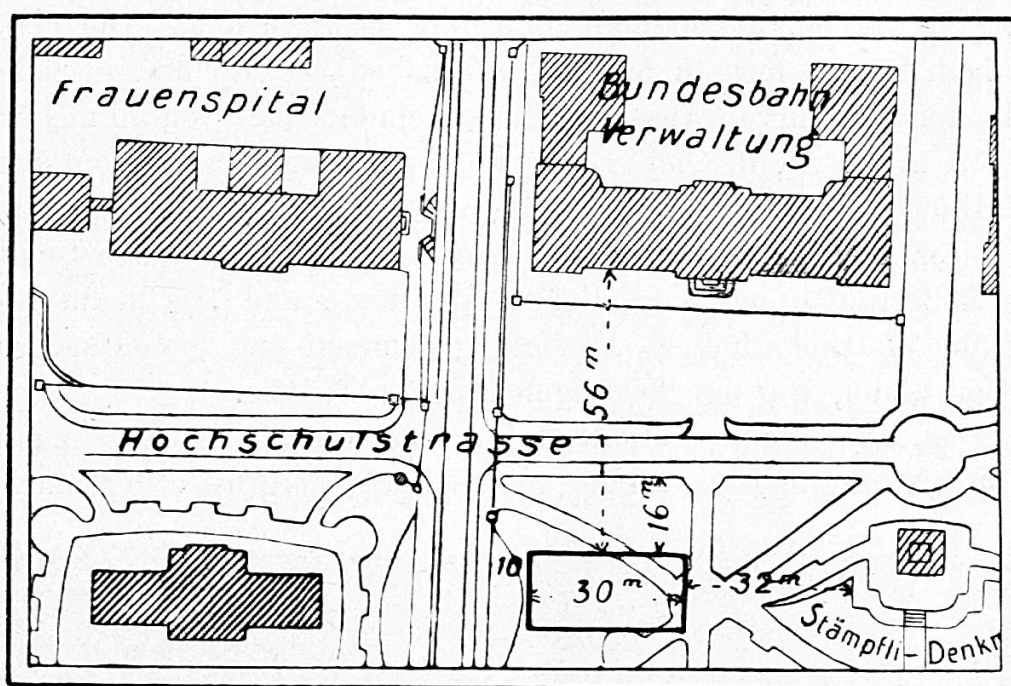 Frauenspital
Bundesbahn
Verwaltung
56 m
Hochschulstrasse
16 m
10
30 m
32 m
Stämpfli-Denkm